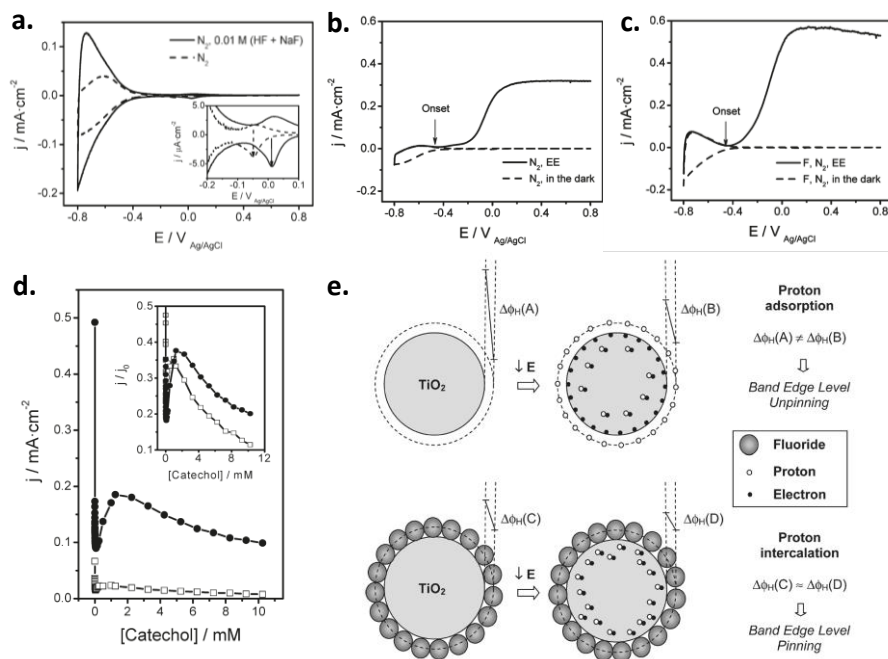 a.
j / mA·cm-2
0.1
0.0
-0.1
-0.2
N2, 0.01 M (HF + NaF)
N2
j / μA·cm-2
5.0
2.5
0.0
-2.5
-5.0
-0.2 -0.1 0.0 0.1
E / V Ag/AgCl
-0.8 -0.4 0.0 0.4 0.8
E / V Ag/AgCl
b.
j / mA·cm-2
0.6
0.4
0.2
0.0
Onset
N2, EE
N2, in the dark
-0.8 -0.4 0.0 0.4 0.8
E / V Ag/AgCl
c.
j / mA·cm-2
0.6
0.4
0.2
0.0
-0.2
Onset
F, N2, EE
F, N2, in the dark
-0.8 -0.4 0.0 0.4 0.8
E / V Ag/AgCl
d.
j / mA·cm-2
0.5
0.4
0.3
0.2
0.1
0.0
j / j0
0.5
0.4
0.3
0.2
0.1
0 4 8 12
[Catechol / mM]
0 2 4 6 8 10
[Catechol] / mM
e.
TiO2
ΔϕH(A)
↓ E
ΔϕH(B)
Proton
adsorption
ΔϕH(A) ≠ ΔϕH(B)
Band Edge Level
Unpinning
Fluoride
Proton
Electron
TiO2
ΔϕH(C)
↓ E
ΔϕH(D)
Proton
intercalation
ΔϕH(C) ≈ ΔϕH(D)
Band Edge Level
Pinning